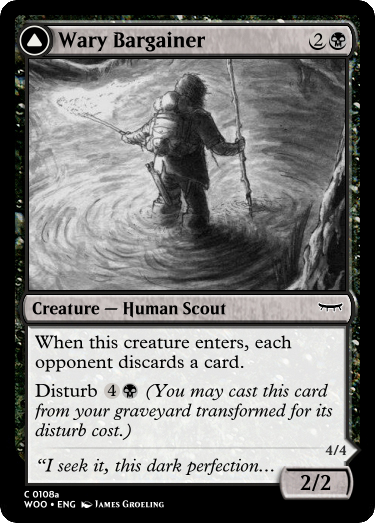 Wary Bargainer 2
Creature — Human Scout
When this creature enters, each
opponent discards a card.
Disturb 4 (You may cast this card
from your graveyard transformed for its
disturb cost.)
4/4
“I seek it, this dark perfection...
2/2
C 0108a
WOO • ENG James Groeling